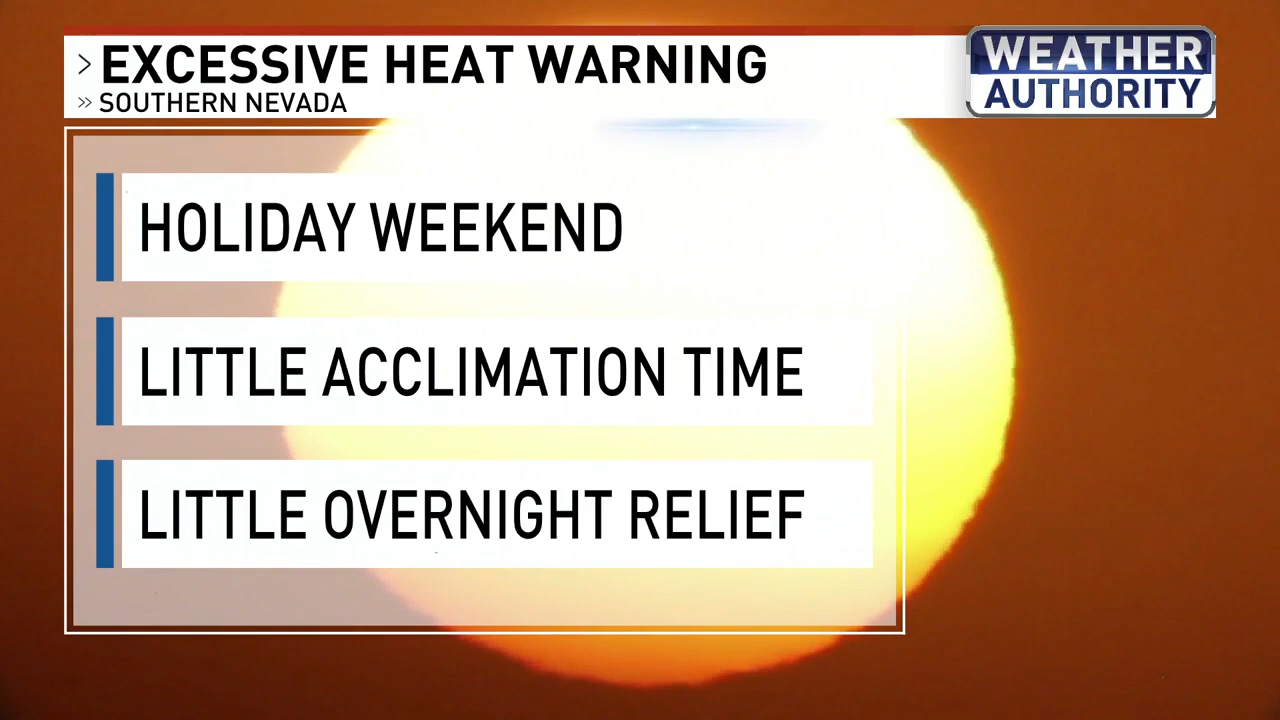 > EXCESSIVE HEAT WARNING
» SOUTHERN NEVADA
WEATHER
AUTHORITY
HOLIDAY WEEKEND
LITTLE ACCLIMATION TIME
LITTLE OVERNIGHT RELIEF